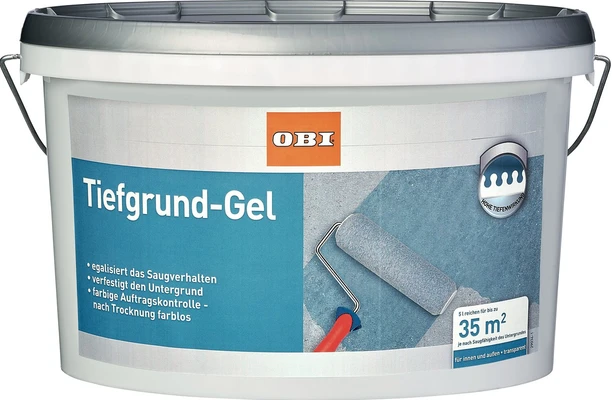 OBI
Tiefgrund-Gel
HOHE TIEFENWIRKUNG
• egalisiert das Saugverhalten
• verfestigt den Untergrund
• farbige Auftragskontrolle –
nach Trocknung farblos
5 l reichen für bis zu
35 m²
je nach Saugfähigkeit des Untergrundes
für innen und außen • transparent